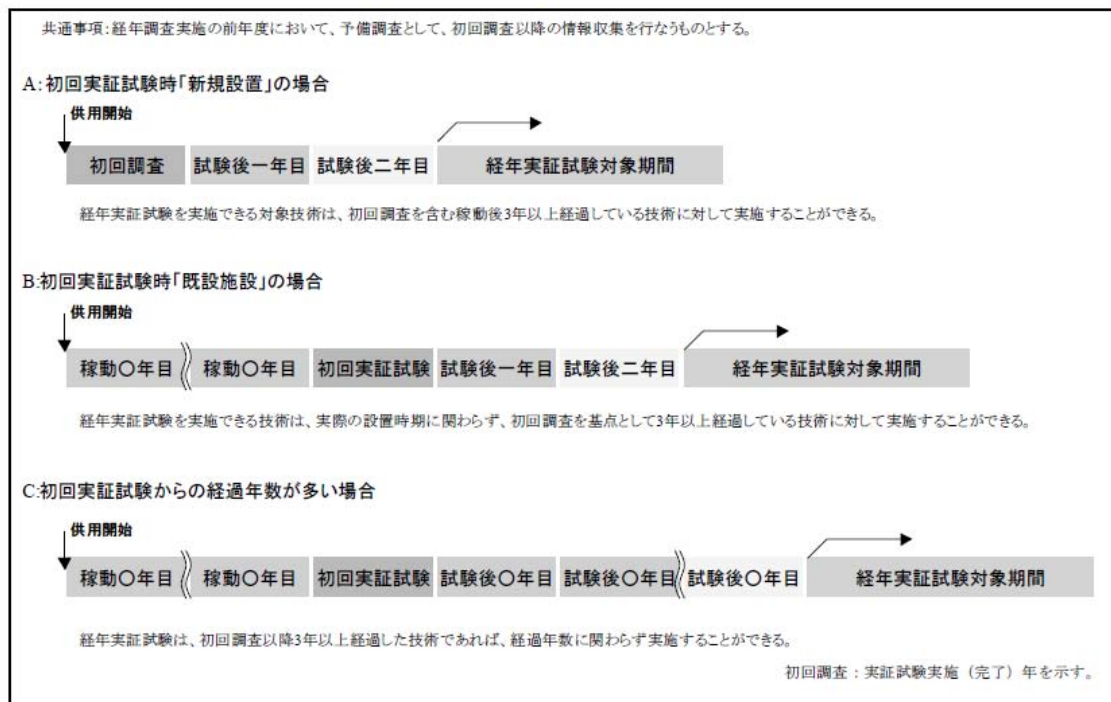 共通事項:経年調査実施の前年度において、予備調査として、初回調査以降の情報収集を行なうものとする。
A:初回実証試験時「新規設置」の場合
供用開始
初回調査 試験後一年目 試験後二年目 経年実証試験対象期間
経年実証試験を実施できる対象技術は、初回調査を含む稼動後3年以上経過している技術に対して実施することができる。
B:初回実証試験時「既設施設」の場合
供用開始
稼動〇年目 稼動〇年目 初回実証試験 試験後一年目 試験後二年目 経年実証試験対象期間
経年実証試験を実施できる技術は、実際の設置時期に関わらず、初回調査を基点として3年以上経過している技術に対して実施することができる。
C:初回実証試験からの経過年数が多い場合
供用開始
稼動〇年目 稼動〇年目 初回実証試験 試験後〇年目 試験後〇年目 試験後〇年目 経年実証試験対象期間
経年実証試験は、初回調査以降3年以上経過した技術であれば、経過年数に関わらず実施することができる。
初回調査:実証試験実施(完了)年を示す。